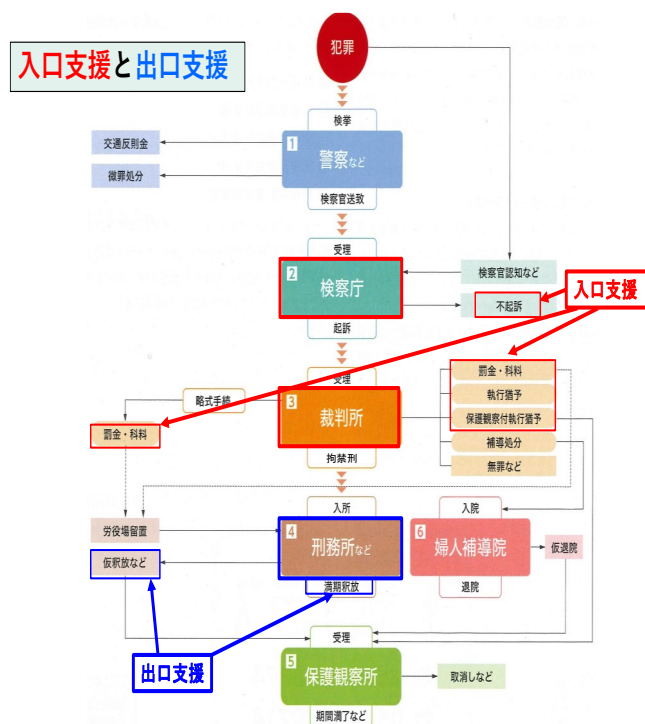 入口支援と出口支援
犯罪
検挙
1
警察など
検察官送致
交通反則金
微罪処分
受理
2
検察庁
起訴
検察官認知など
不起訴
入口支援
受理
3
裁判所
拘禁刑
略式手続
罰金・科料
罰金・科料
執行猶予
保護観察付執行猶予
補導処分
無罪など
入所
4
刑務所など
満期釈放
労役場留置
仮釈放など
入院
6
婦人補導院
退院
仮退院
出口支援
受理
5
保護観察所
期間満了など
取消しなど